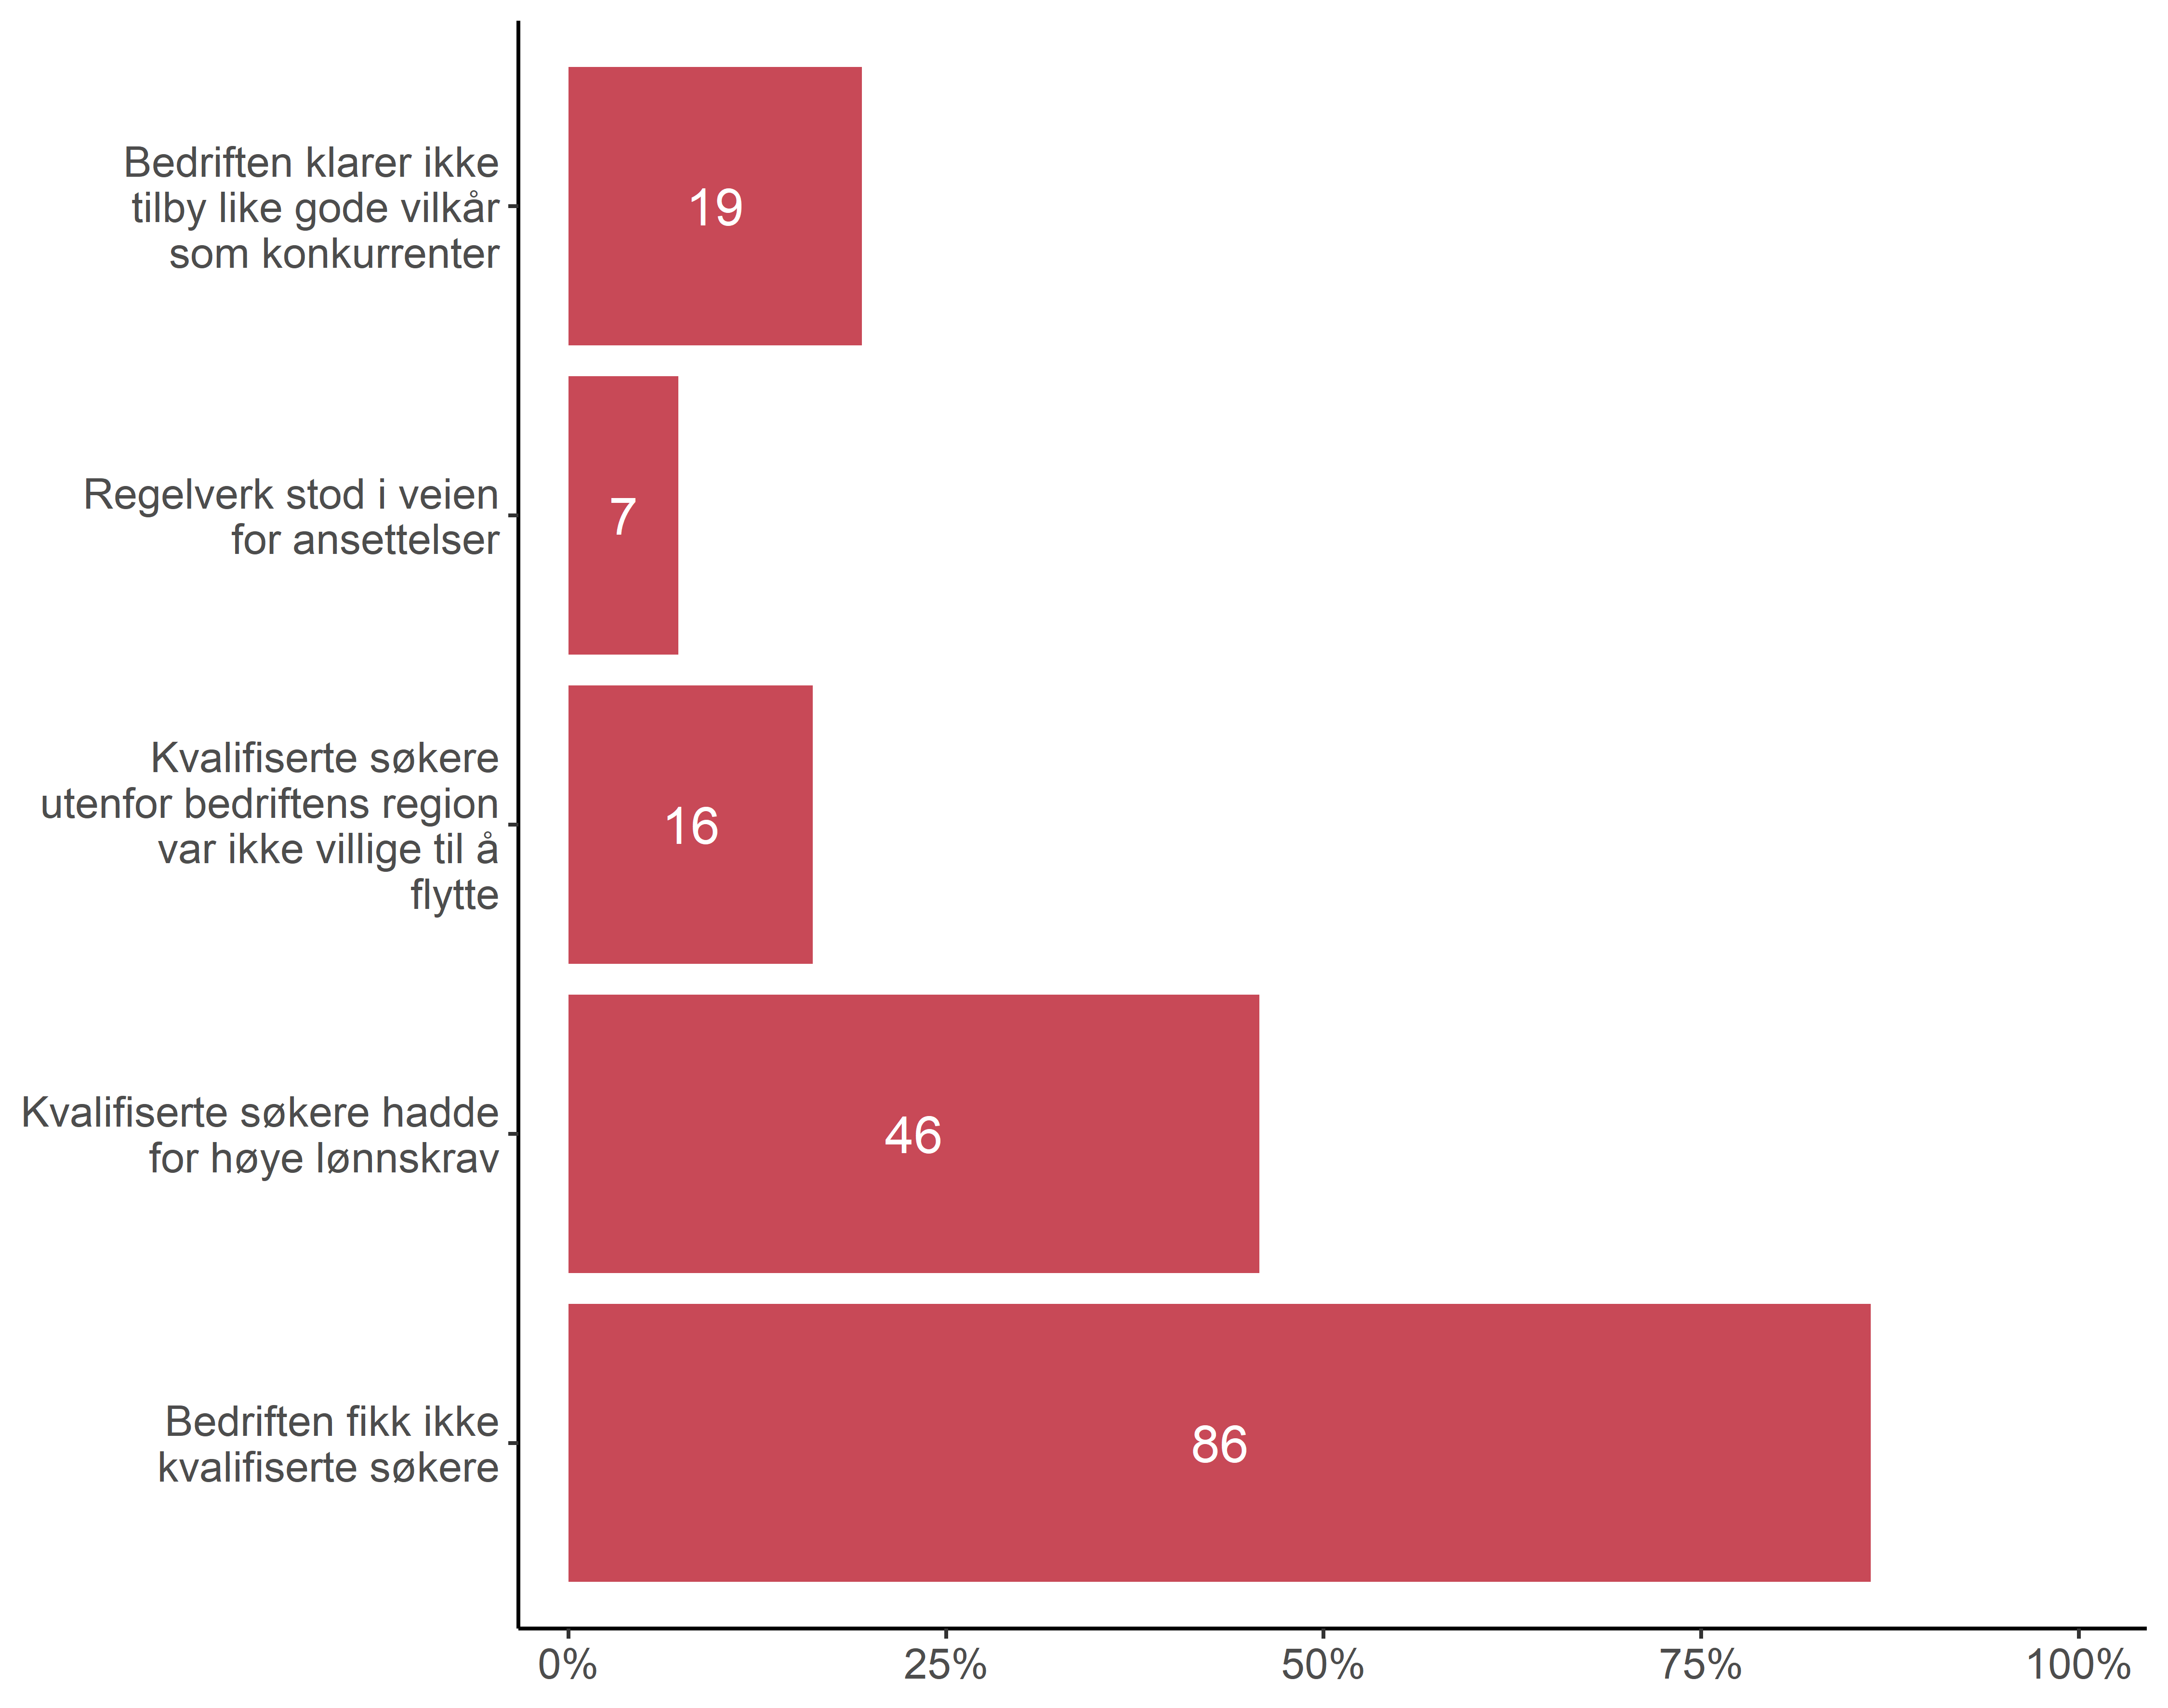 Bedriften klarer ikke
tilby like gode vilkår
som konkurrenter
19
Regelverk stod i veien
for ansettelser
7
Kvalifiserte søkere
utenfor bedriftens region
var ikke villige til å
flytte
16
Kvalifiserte søkere hadde
for høye lønnskrav
46
Bedriften fikk ikke
kvalifiserte søkere
86
0% 25% 50% 75% 100%